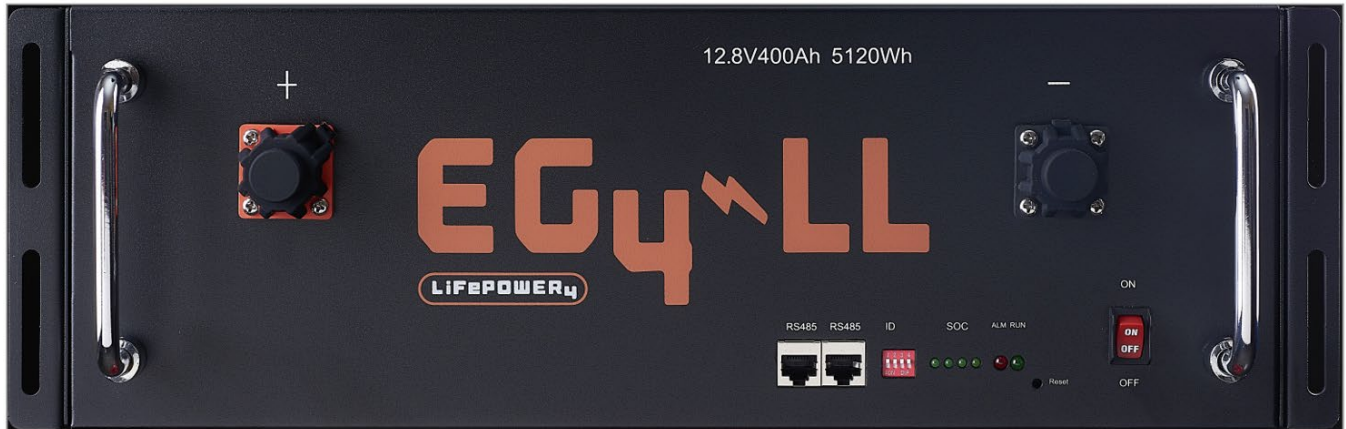 12.8V400Ah 5120Wh
+ −
EG4 LL
LiFePOWER4
RS485 RS485 ID SOC ALM RUN
ON
ON
OFF
Reset
OFF